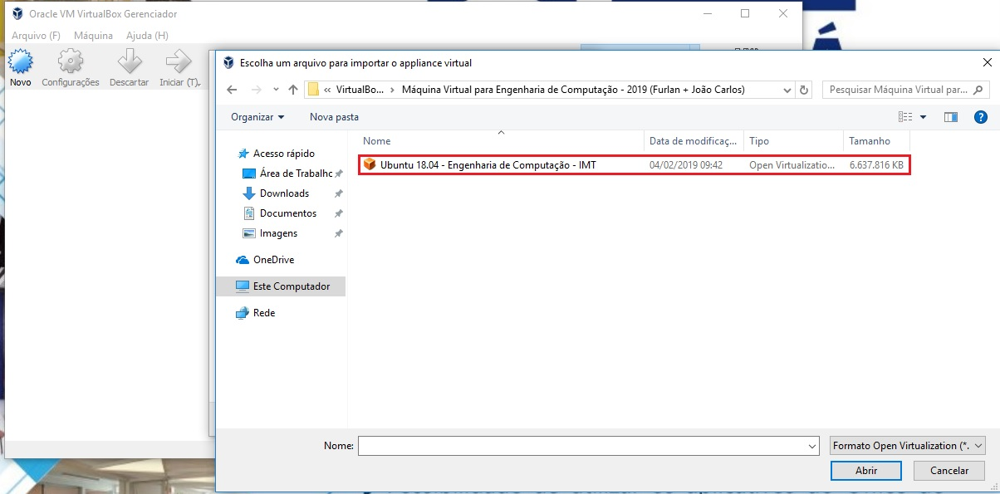 Oracle VM VirtualBox Gerenciador
Arquivo (F) Máquina Ajuda (H)
Novo Configurações Descartar Iniciar (T)
Escolha um arquivo para importar o appliance virtual
« VirtualBo... › Máquina Virtual para Engenharia de Computação - 2019 (Furlan + João Carlos)
Pesquisar Máquina Virtual par...
Organizar Nova pasta
Nome Data de modificaç... Tipo Tamanho
Ubuntu 18.04 - Engenharia de Computação - IMT 04/02/2019 09:42 Open Virtualizatio... 6.637.816 KB
Acesso rápido
Área de Trabalhc
Downloads
Documentos
Imagens
OneDrive
Este Computador
Rede
Nome:
Formato Open Virtualization (*.
Abrir Cancelar